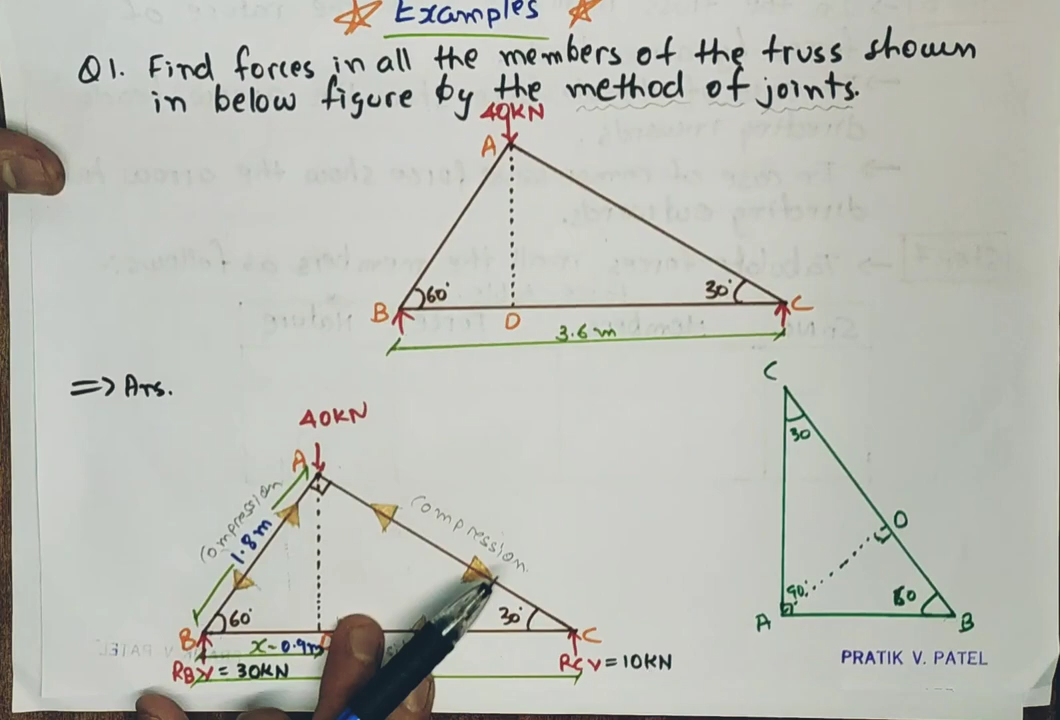 Examples
Q1. Find forces in all the members of the truss shown
in below figure by the method of joints.
40KN
A
60°
30°
B
D
C
3.6 m
=> Ans.
40KN
A
Compression
1.8m
Compression
60°
30°
B
x=0.9m
C
RBV = 30KN
RCV = 10KN
C
30
D
90°
60
A
B
PRATIK V. PATEL